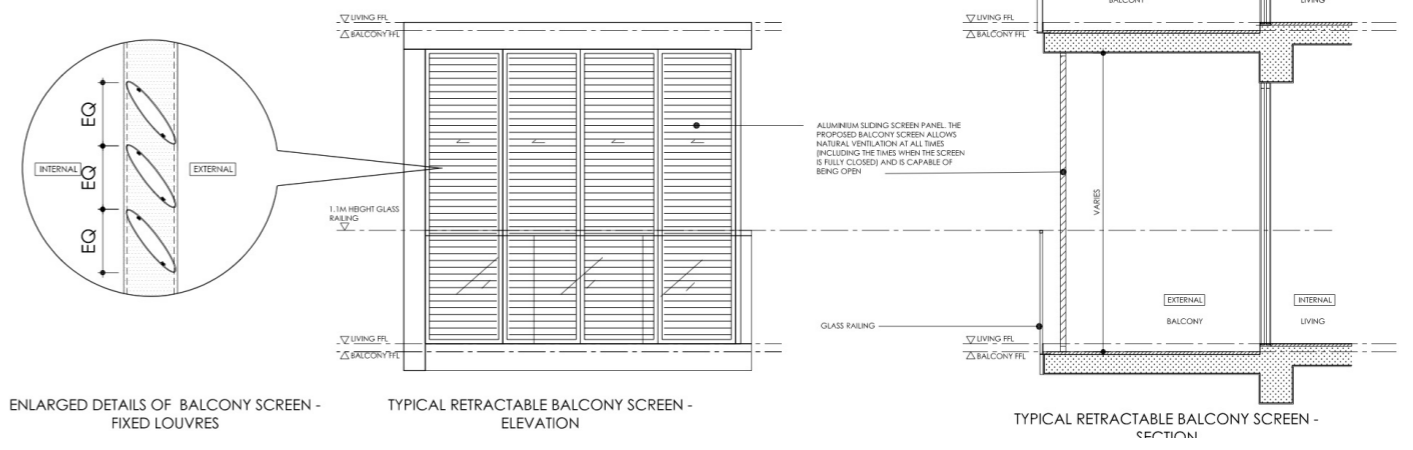 EQ
EQ
EQ
INTERNAL
EXTERNAL
ENLARGED DETAILS OF BALCONY SCREEN -
FIXED LOUVRES
LIVING FFL
BALCONY FFL
1.1M HEIGHT GLASS
RAILING
LIVING FFL
BALCONY FFL
TYPICAL RETRACTABLE BALCONY SCREEN -
ELEVATION
ALUMINIUM SLIDING SCREEN PANEL. THE
PROPOSED BALCONY SCREEN ALLOWS
NATURAL VENTILATION AT ALL TIMES
(INCLUDING THE TIMES WHEN THE SCREEN
IS FULLY CLOSED) AND IS CAPABLE OF
BEING OPEN
GLASS RAILING
BALCONY
LIVING
LIVING FFL
BALCONY FFL
VARIES
EXTERNAL
BALCONY
INTERNAL
LIVING
LIVING FFL
BALCONY FFL
TYPICAL RETRACTABLE BALCONY SCREEN -
SECTION